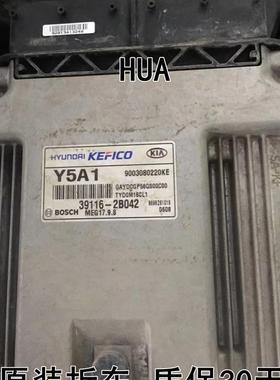 HUA
HYUNDAI KEFICO KIA
Y5A1 9003080220KE
39116-2B042
BOSCH MEG17.9.8
0508
原装拆车 质保30天